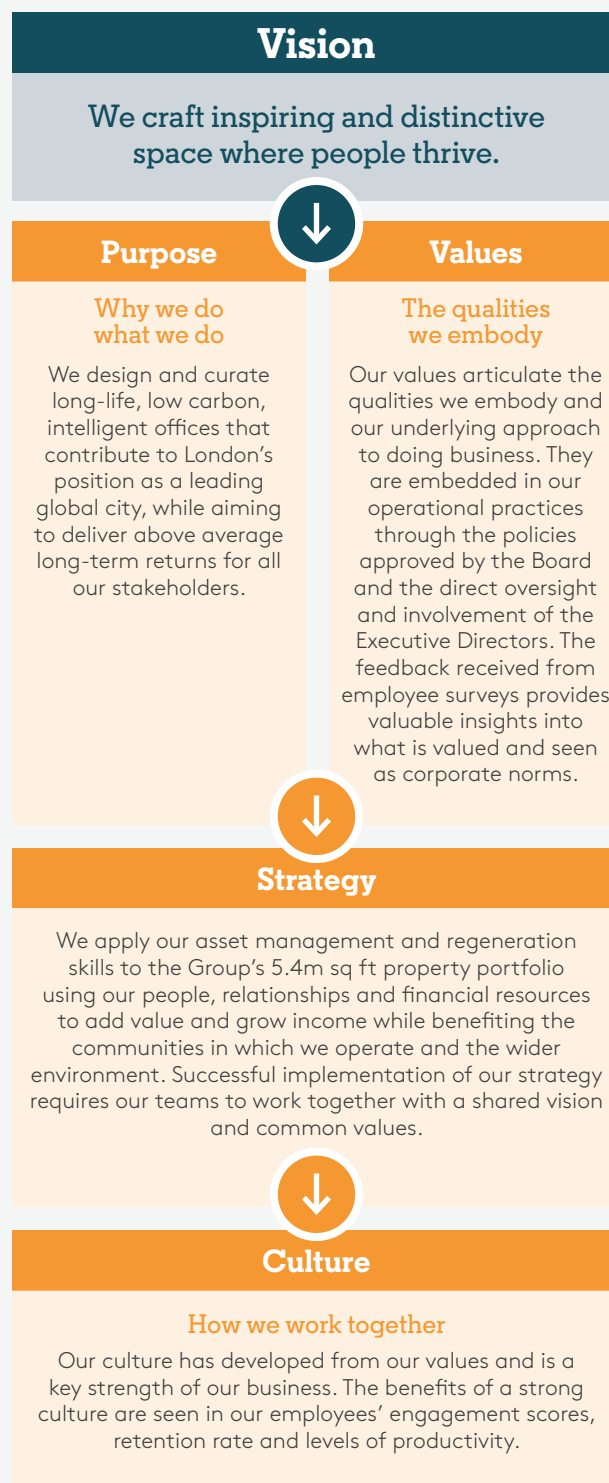 Vision
We craft inspiring and distinctive
space where people thrive.
Purpose
Why we do
what we do
We design and curate
long-life, low carbon,
intelligent offices that
contribute to London’s
position as a leading
global city, while aiming
to deliver above average
long-term returns for all
our stakeholders.
Values
The qualities
we embody
Our values articulate the
qualities we embody and
our underlying approach
to doing business. They
are embedded in our
operational practices
through the policies
approved by the Board
and the direct oversight
and involvement of the
Executive Directors. The
feedback received from
employee surveys provides
valuable insights into
what is valued and seen
as corporate norms.
Strategy
We apply our asset management and regeneration
skills to the Group’s 5.4m sq ft property portfolio
using our people, relationships and financial resources
to add value and grow income while benefiting the
communities in which we operate and the wider
environment. Successful implementation of our strategy
requires our teams to work together with a shared vision
and common values.
Culture
How we work together
Our culture has developed from our values and is a
key strength of our business. The benefits of a strong
culture are seen in our employees’ engagement scores,
retention rate and levels of productivity.